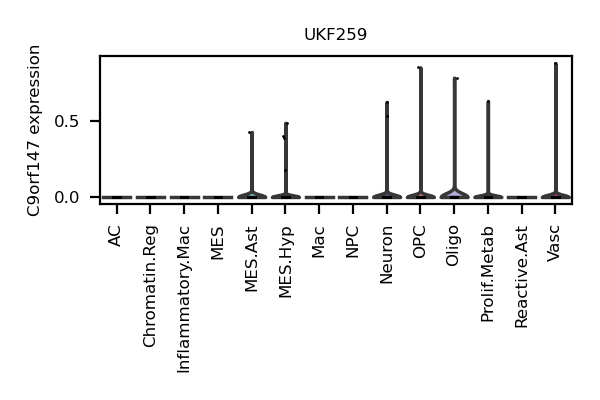 UKF259
C9orf147 expression
0.5
0.0
AC
Chromatin.Reg
Inflammatory.Mac
MES
MES.Ast
MES.Hyp
Mac
NPC
Neuron
OPC
Oligo
Prolif.Metab
Reactive.Ast
Vasc